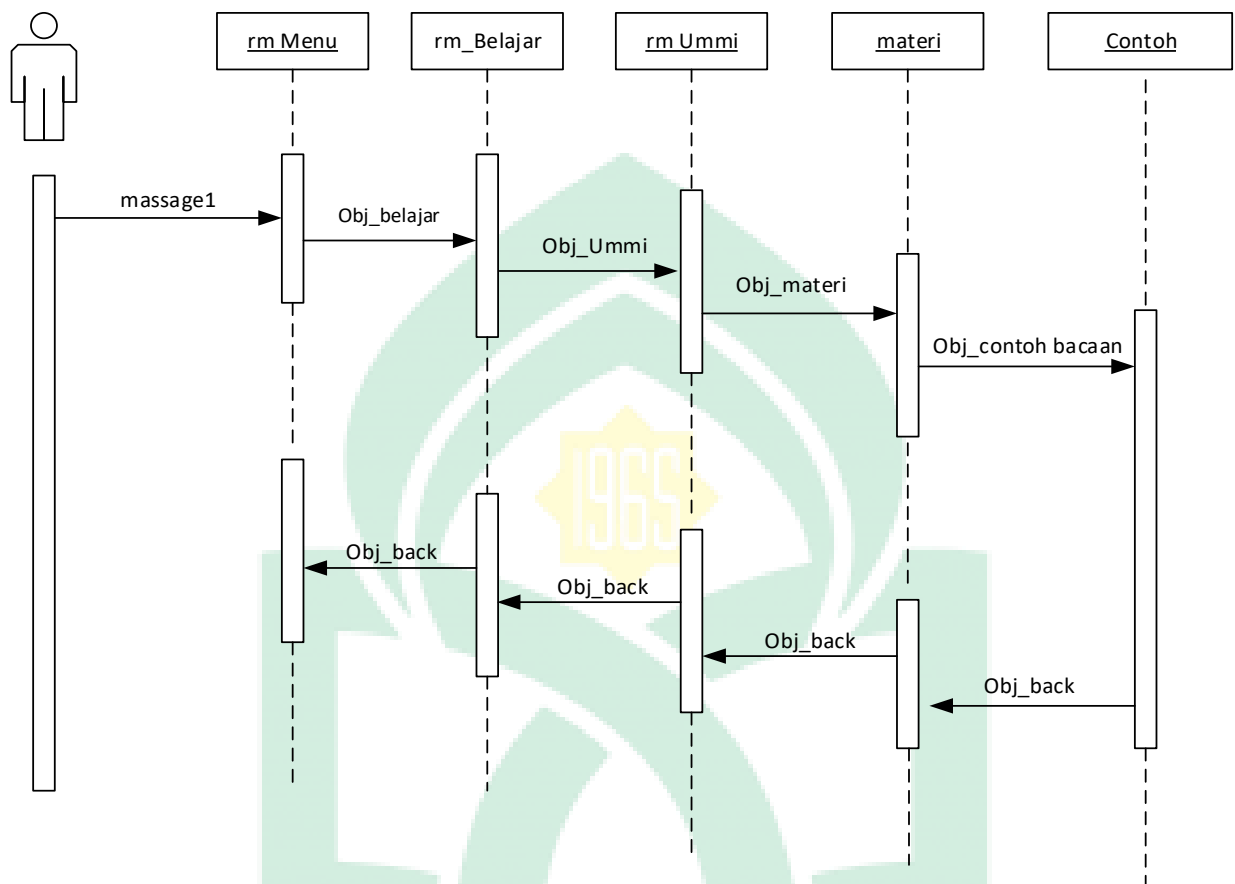 rm Menu
rm_Belajar
rm Ummi
materi
Contoh
massage1
Obj_belajar
Obj_Ummi
Obj_materi
Obj_contoh bacaan
1965
Obj_back
Obj_back
Obj_back
Obj_back